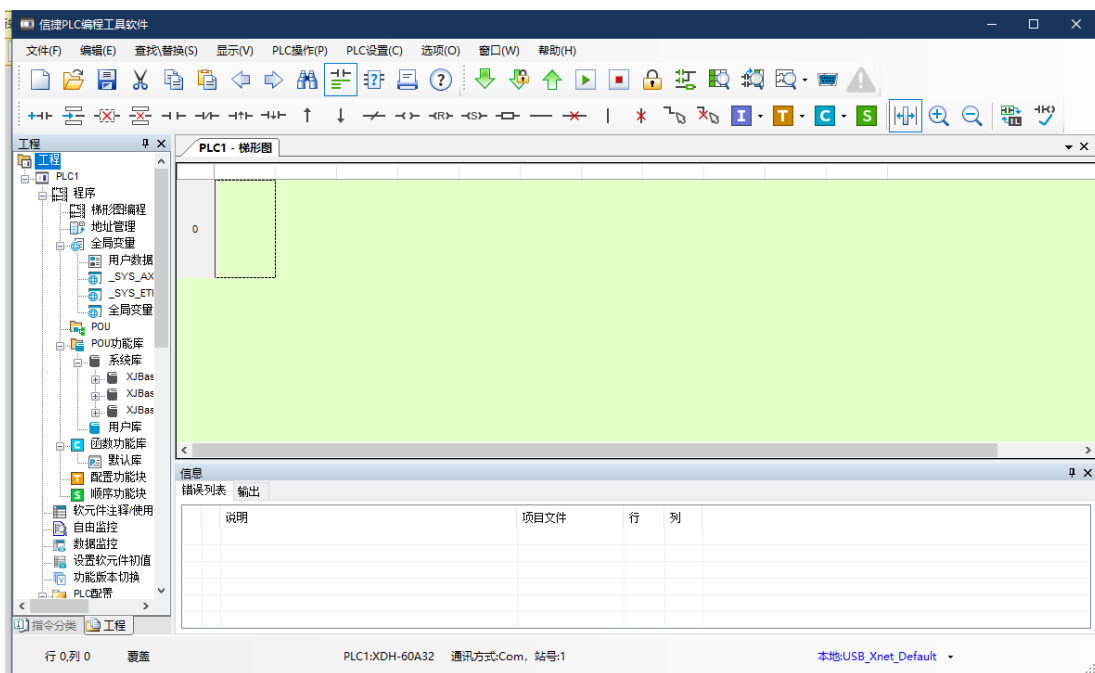 信捷PLC编程工具软件
文件(F) 编辑(E) 查找\替换(S) 显示(V) PLC操作(P) PLC设置(C) 选项(O) 窗口(W) 帮助(H)
(R) (S)
I T C S
工程
PLC1 - 梯形图
工程
PLC1
程序
梯形图编程
地址管理
全局变量
用户数据
_SYS_AX
_SYS_ETH
全局变量
POU
POU功能库
系统库
XJBas
XJBas
XJBas
用户库
函数功能库
默认库
配置功能块
顺序功能块
软元件注释/使用
自由监控
数据监控
设置软元件初值
功能版本切换
PLC配置
0
信息
错误列表 输出
说明 项目文件 行 列
指令分类 工程
行 0,列 0 覆盖 PLC1:XDH-60A32 通讯方式:Com, 站号:1 本地:USB_Xnet_Default